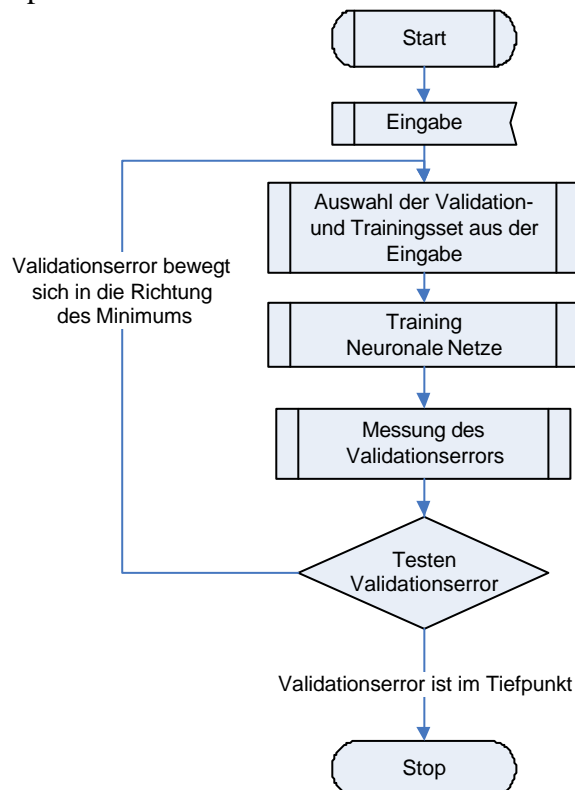 Start
Eingabe
Auswahl der Validation-
und Trainingsset aus der
Eingabe
Validationserror bewegt
sich in die Richtung
des Minimums
Training
Neuronale Netze
Messung des
Validationserrors
Testen
Validationserror
Validationserror ist im Tiefpunkt
Stop